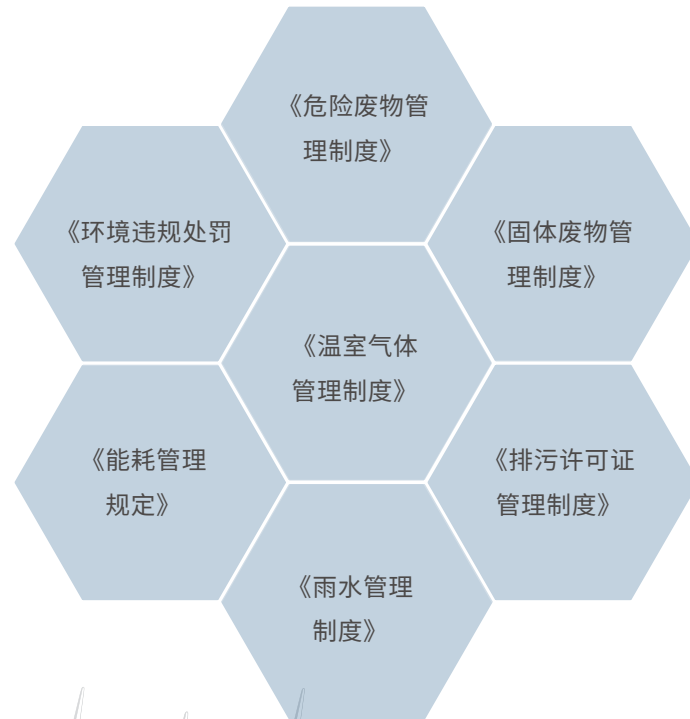 《危险废物管
理制度》
《环境违规处罚
管理制度》
《固体废物管
理制度》
《温室气体
管理制度》
《能耗管理
规定》
《排污许可证
管理制度》
《雨水管理
制度》